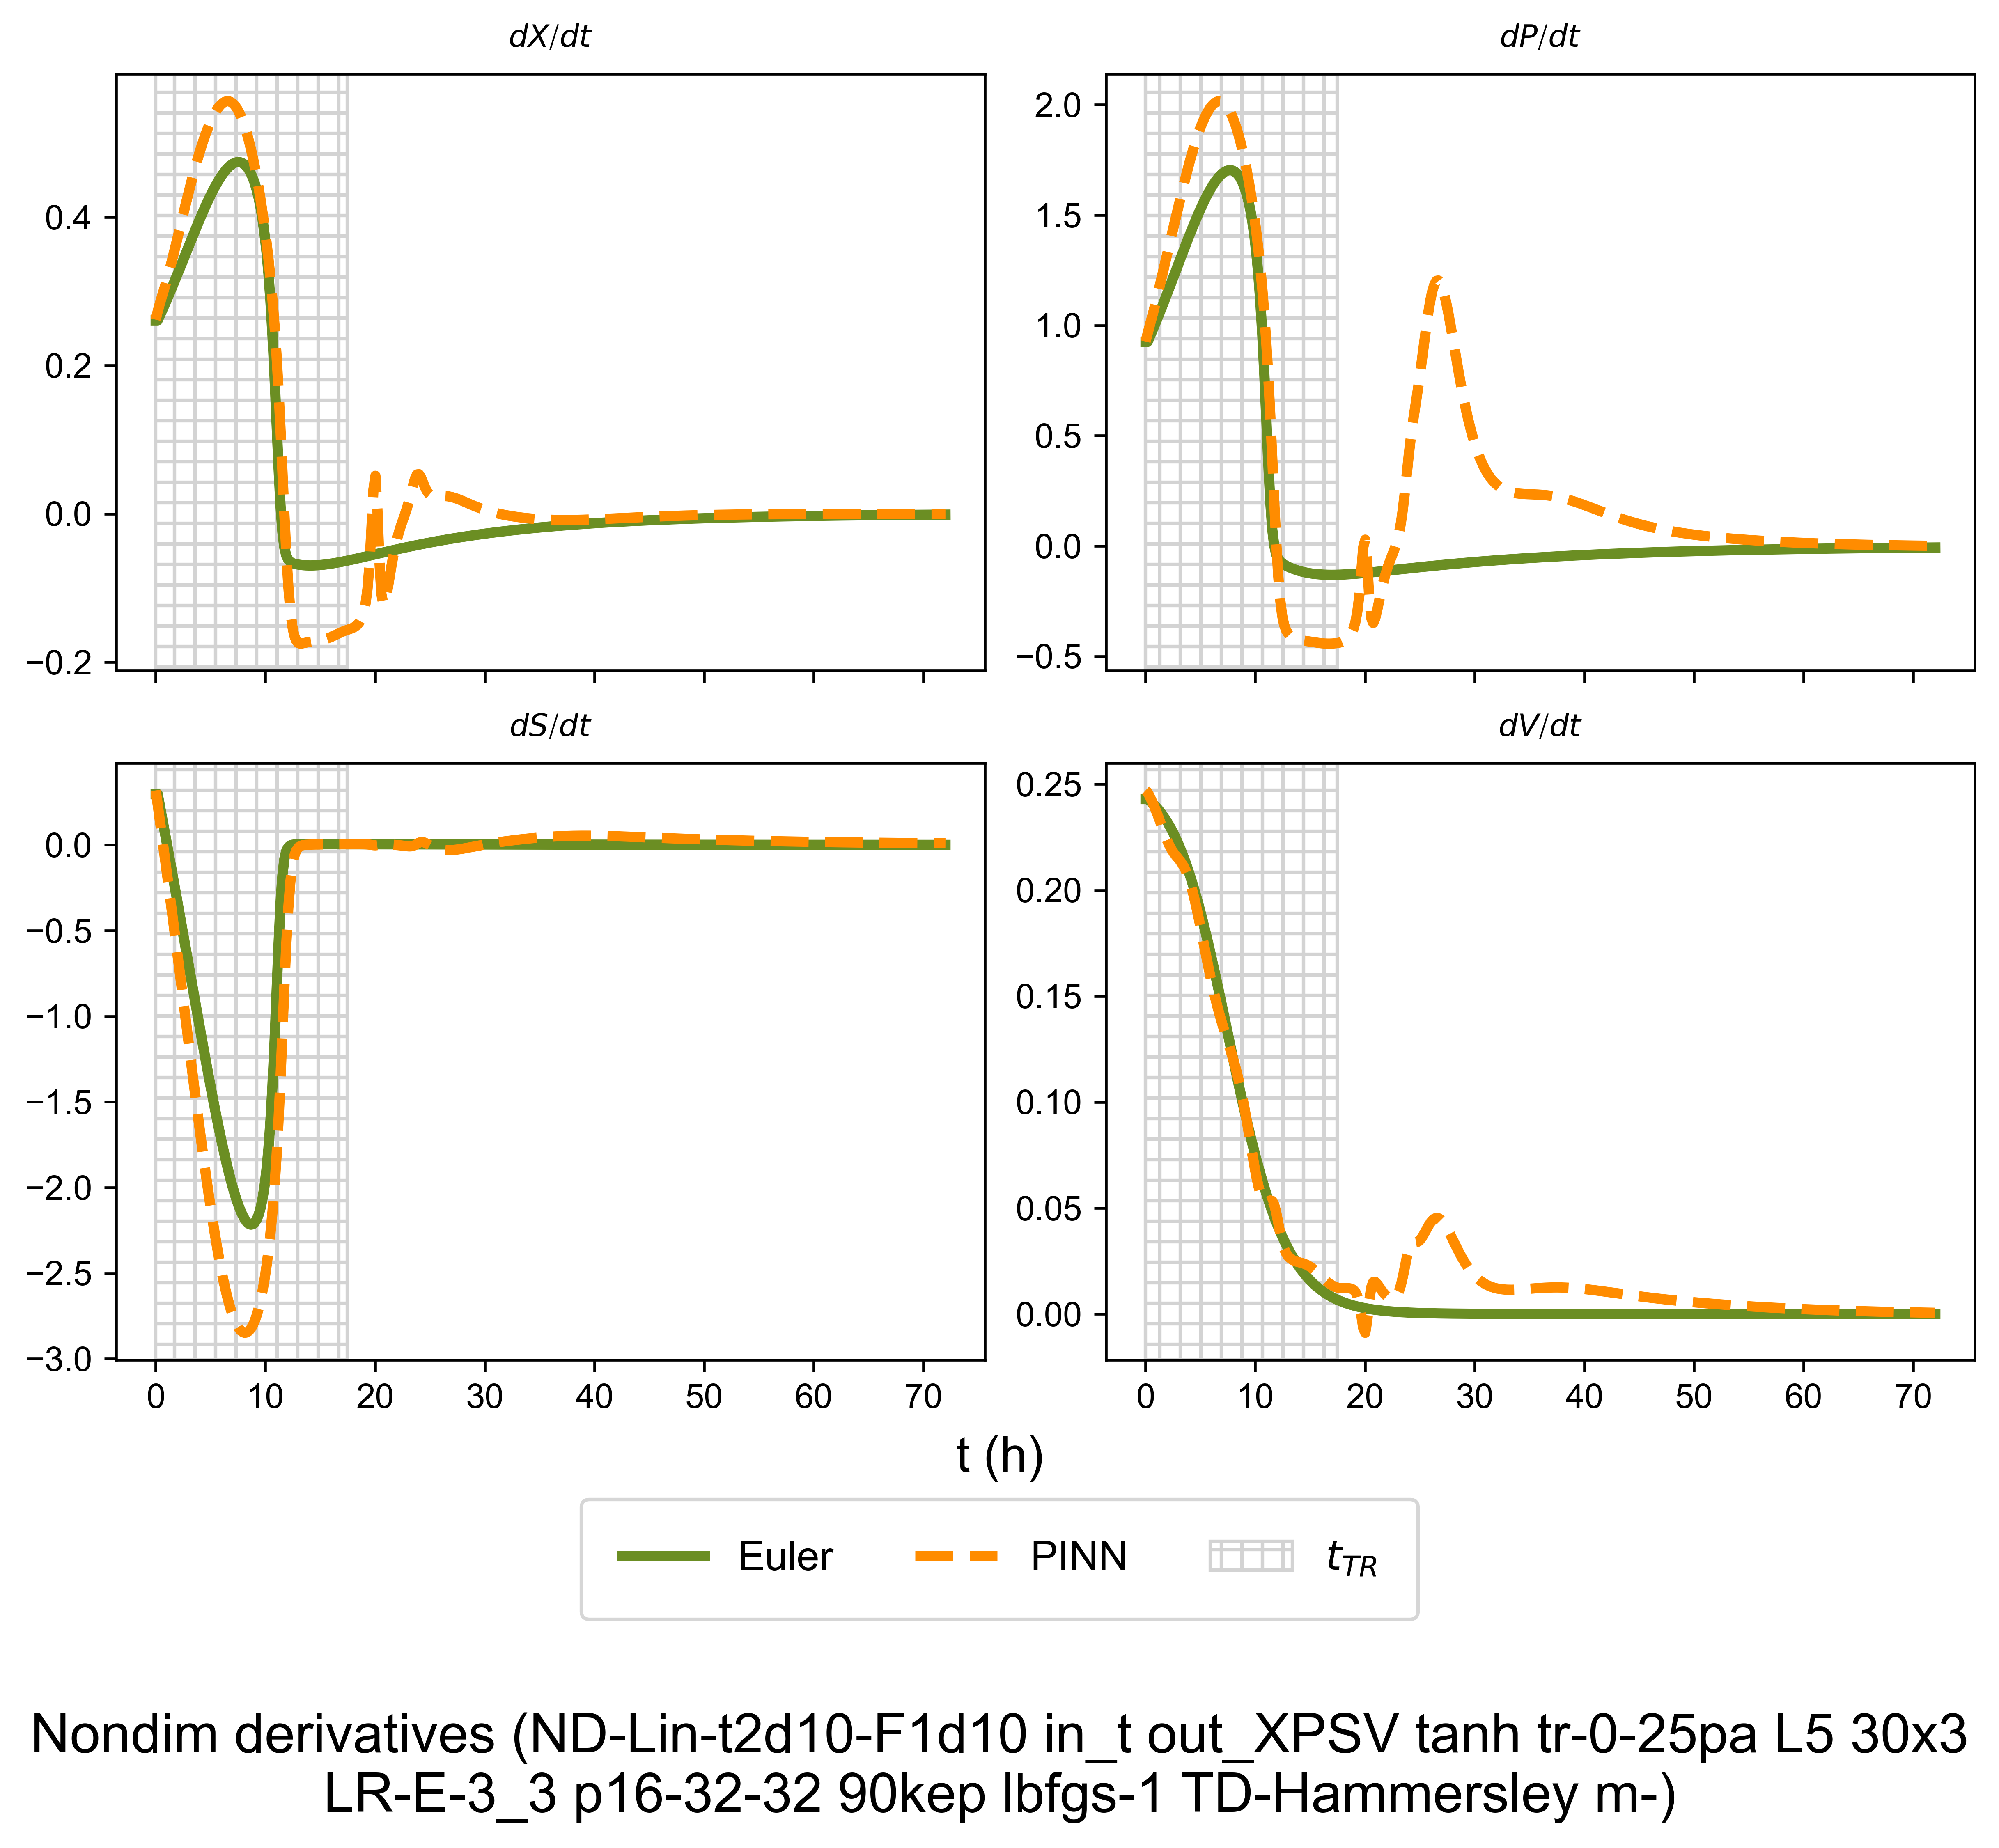 dX/dt
dP/dt
0.4
0.2
0.0
−0.2
2.0
1.5
1.0
0.5
0.0
−0.5
dS/dt
dV/dt
0.0
−0.5
−1.0
−1.5
−2.0
−2.5
−3.0
0.25
0.20
0.15
0.10
0.05
0.00
0 10 20 30 40 50 60 70
0 10 20 30 40 50 60 70
t (h)
Euler PINN t_TR
Nondim derivatives (ND-Lin-t2d10-F1d10 in_t out_XPSV tanh tr-0-25pa L5 30x3
LR-E-3_3 p16-32-32 90kep lbfgs-1 TD-Hammersley m-)